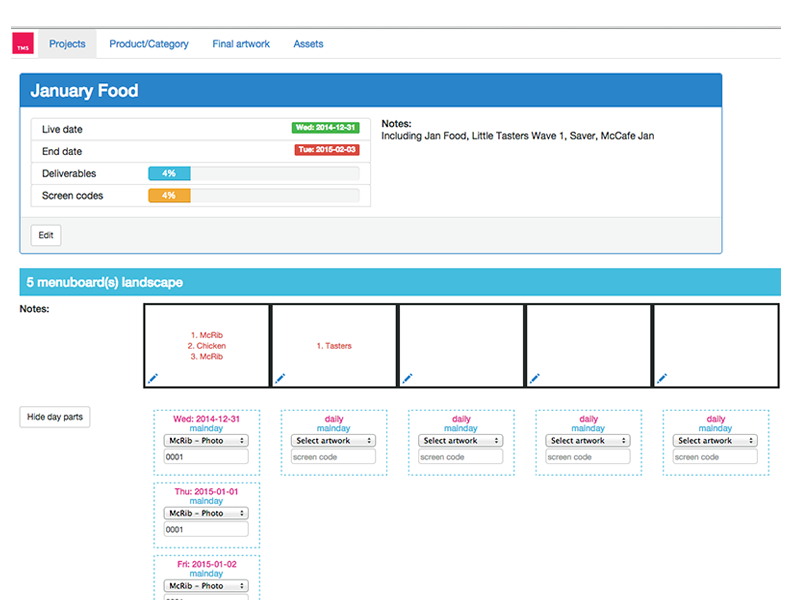 TMS
Projects Product/Category Final artwork Assets
January Food
Live date Wed: 2014-12-31
End date Tue: 2015-02-03
Deliverables 4%
Screen codes 4%
Notes:
Including Jan Food, Little Tasters Wave 1, Saver, McCafe Jan
Edit
5 menuboard(s) landscape
Notes:
1. McRib
2. Chicken
3. McRib
1. Tasters
Hide day parts
Wed: 2014-12-31 daily daily daily daily
mainday mainday mainday mainday mainday
McRib - Photo Select artwork Select artwork Select artwork Select artwork
0001 screen code screen code screen code screen code
Thu: 2015-01-01
mainday
McRib - Photo
0001
Fri: 2015-01-02
mainday
McRib - Photo